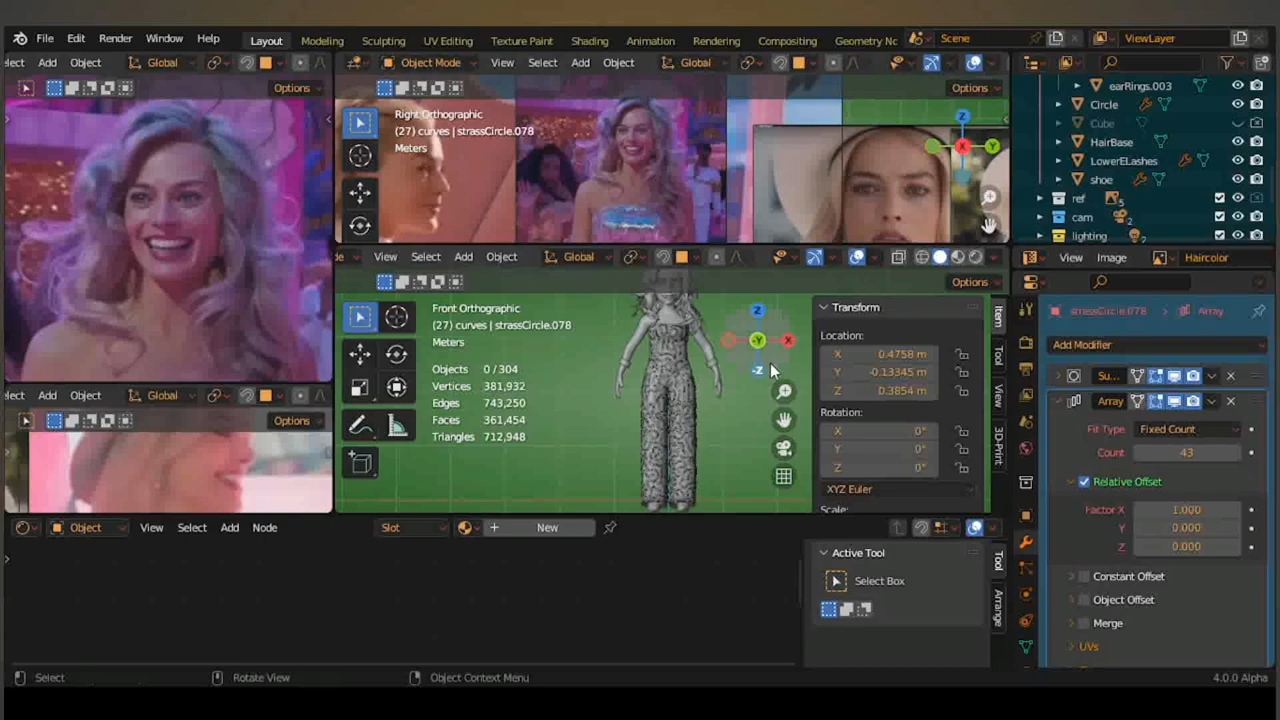 File Edit Render Window Help Layout Modeling Sculpting UV Editing Texture Paint Shading Animation Rendering Compositing Geometry Nc Scene ViewLayer
lect Add Object Global
Object Mode View Select Add Object Global
Options
Options
Right Orthographic
(27) curves | strassCircle.078
Meters
Z
X
Y
earRings.003
Circle
Cube
HairBase
LowerELashes
shoe
ref 5
cam 2
lighting 2
de View Select Add Object Global
Options
Front Orthographic
(27) curves | strassCircle.078
Meters
Objects 0 / 304
Vertices 381,932
Edges 743,250
Faces 361,454
Triangles 712,948
Z
-Y
X
-Z
Transform
Location:
X 0.4758 m
Y -0.13345 m
Z 0.3854 m
Rotation:
X 0°
Y 0°
Z 0°
XYZ Euler
Scale:
Item
Tool
View
3D-Print
View Image Haircolor
strassCircle.078 > Array
Add Modifier
Su...
Array
Fit Type Fixed Count
Count 43
Relative Offset
Factor X 1.000
Y 0.000
Z 0.000
Constant Offset
Object Offset
Merge
UVs
ect Add Object Global
Options
Object View Select Add Node Slot New
Active Tool
Select Box
Tool
Arrange
Select Rotate View Object Context Menu 4.0.0 Alpha